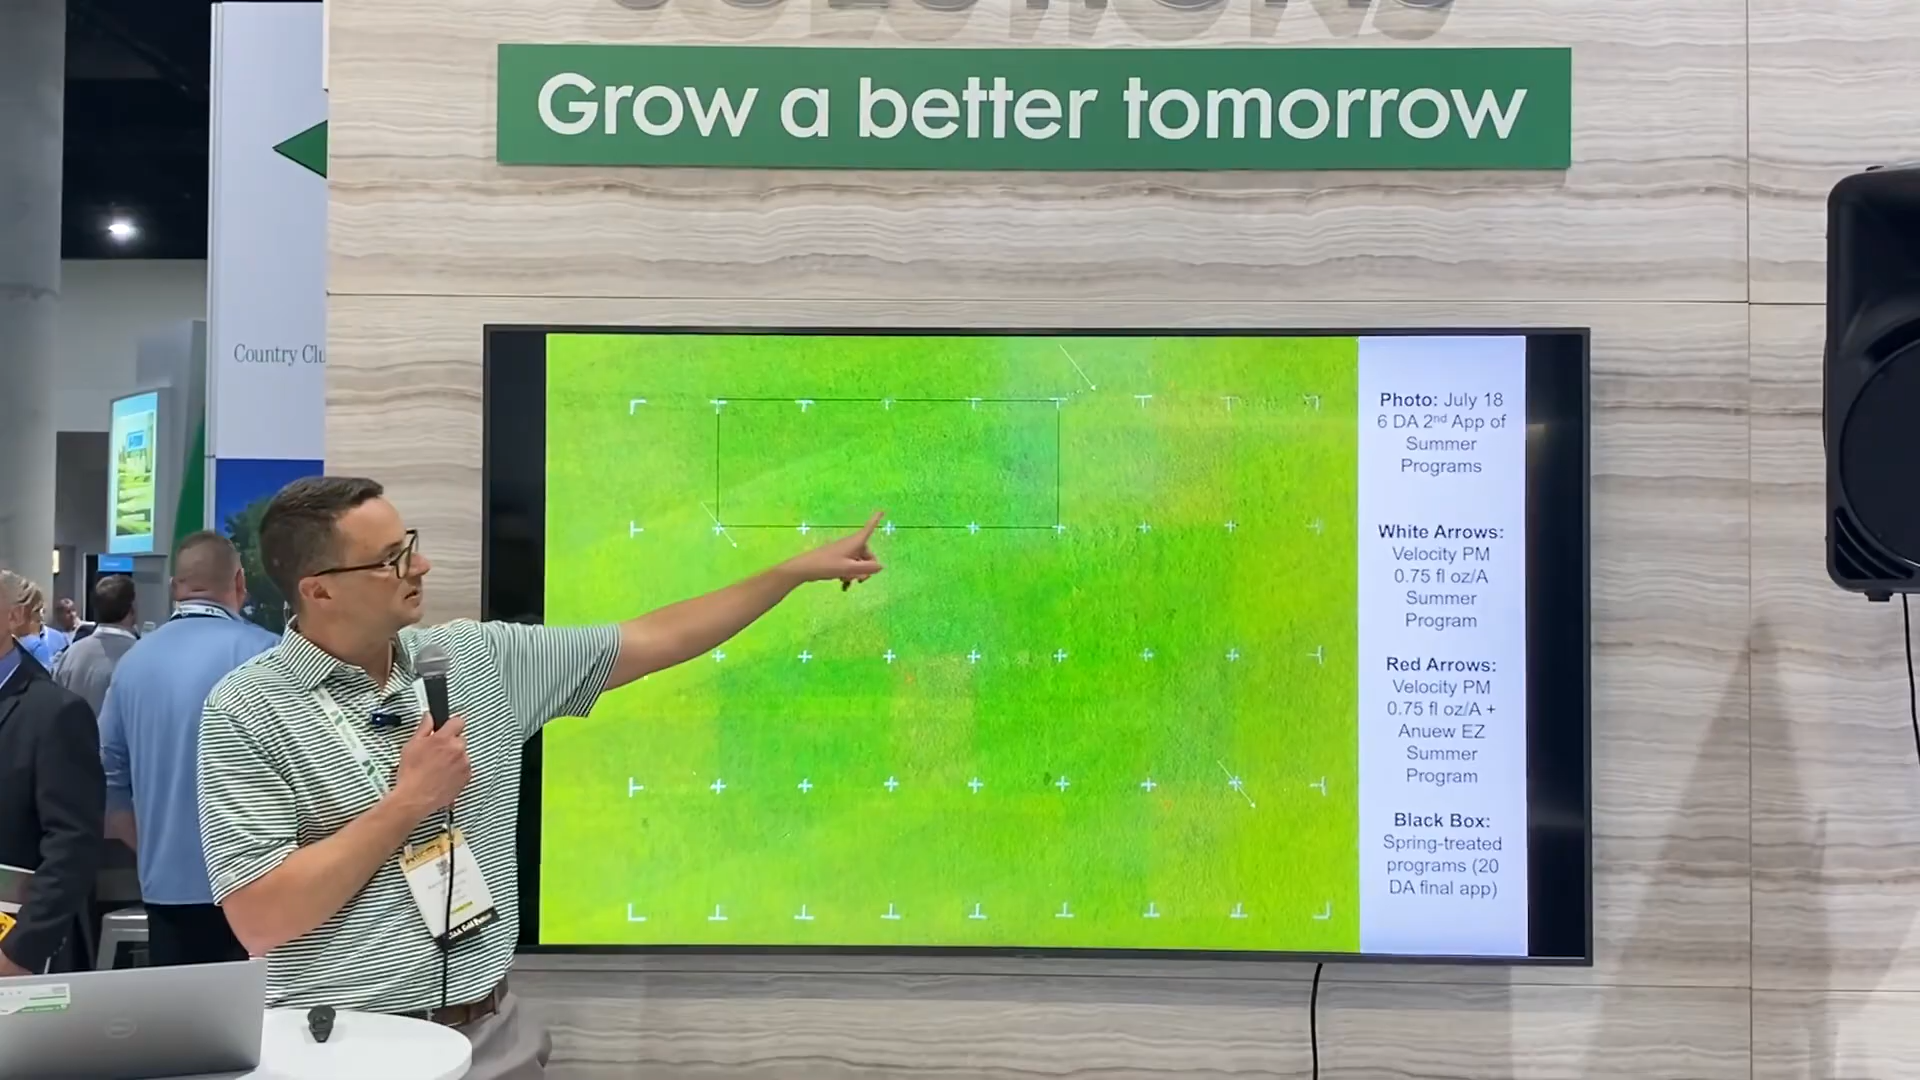 SOLUTIONS
Grow a better tomorrow
Country Clu
Photo: July 18
6 DA 2nd App of
Summer
Programs
White Arrows:
Velocity PM
0.75 fl oz/A
Summer
Program
Red Arrows:
Velocity PM
0.75 fl oz/A +
Anuew EZ
Summer
Program
Black Box:
Spring-treated
programs (20
DA final app)